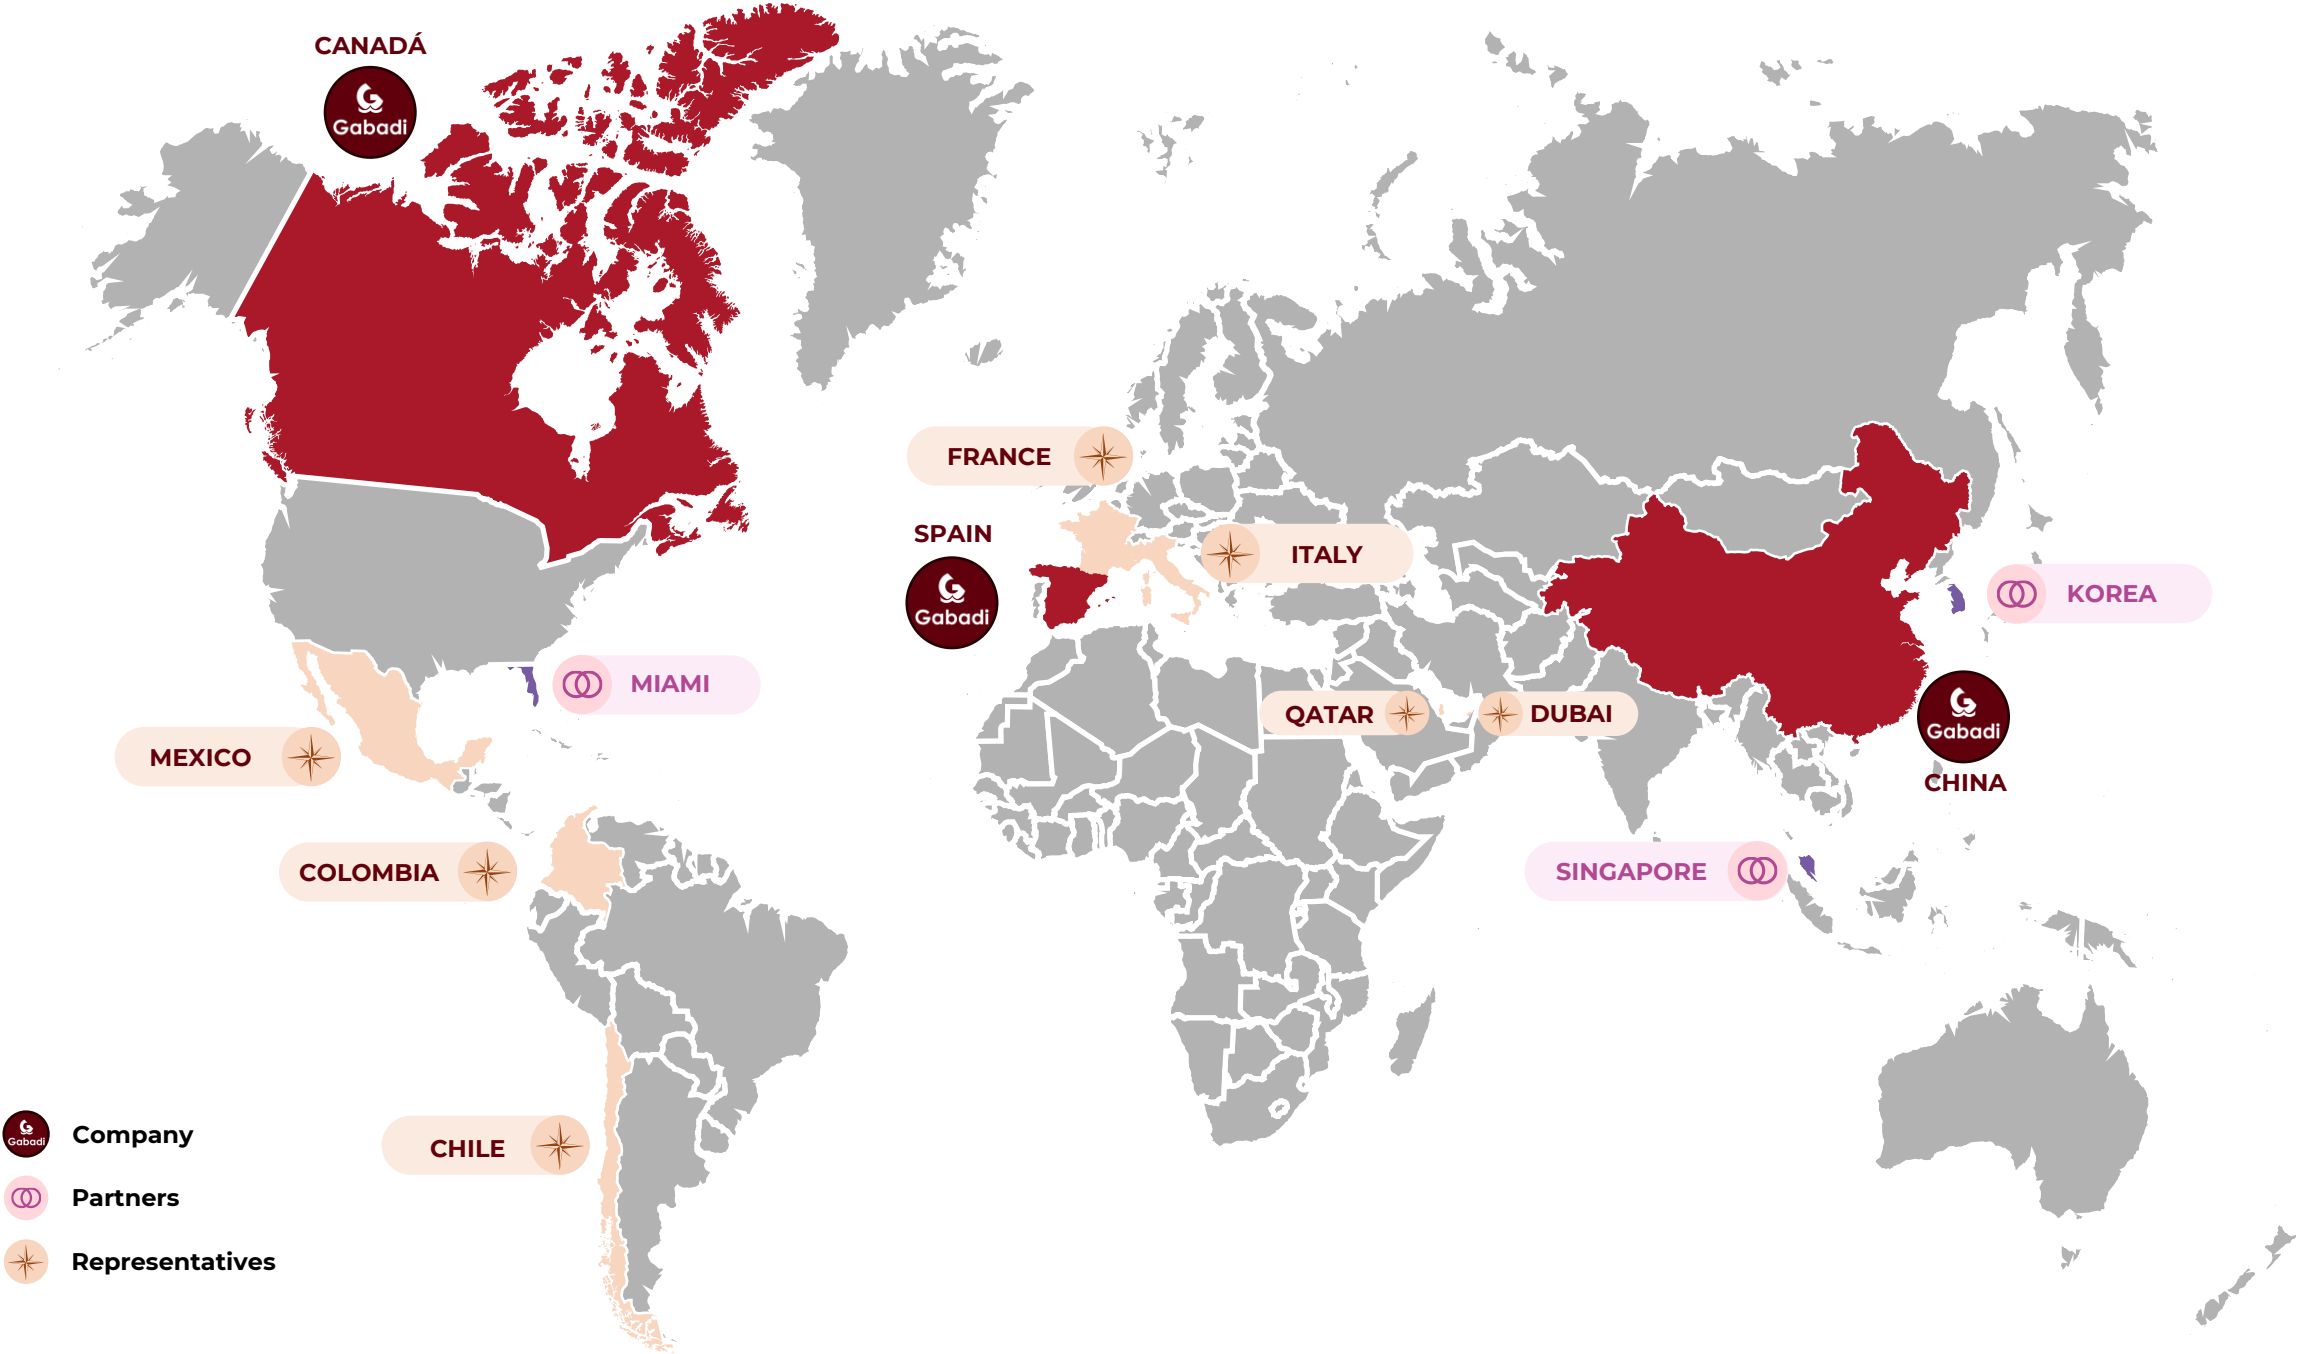 CANADÁ
Gabadi
FRANCE
SPAIN
Gabadi
ITALY
KOREA
MIAMI
QATAR
DUBAI
Gabadi
CHINA
MEXICO
COLOMBIA
SINGAPORE
CHILE
Gabadi
Company
Partners
Representatives